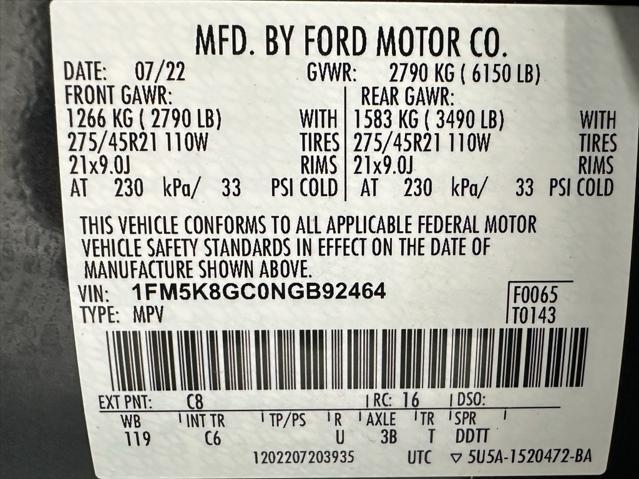 MFD. BY FORD MOTOR CO.
DATE: 07/22 GVWR: 2790 KG ( 6150 LB)
FRONT GAWR: REAR GAWR:
1266 KG ( 2790 LB) WITH 1583 KG ( 3490 LB) WITH
275/45R21 110W TIRES 275/45R21 110W TIRES
21x9.0J RIMS 21x9.0J RIMS
AT 230 kPa/ 33 PSI COLD AT 230 kPa/ 33 PSI COLD
THIS VEHICLE CONFORMS TO ALL APPLICABLE FEDERAL MOTOR
VEHICLE SAFETY STANDARDS IN EFFECT ON THE DATE OF
MANUFACTURE SHOWN ABOVE.
VIN: 1FM5K8GC0NGB92464 F0065
TYPE: MPV T0143
EXT PNT: C8 RC: 16 DSO:
WB INT TR TP/PS R AXLE TR SPR
119 C6 U 3B T DDTT
1202207203935 UTC ▽ 5U5A-1520472-BA